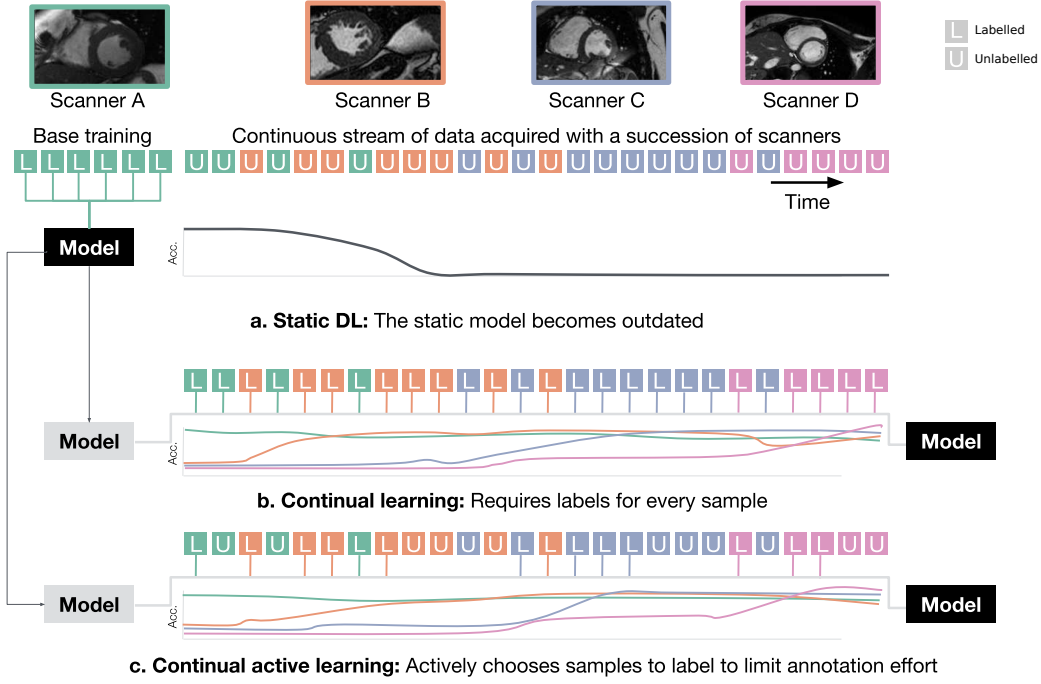 L Labelled
U Unlabelled
Scanner A
Scanner B
Scanner C
Scanner D
Base training
Continuous stream of data acquired with a succession of scanners
L L L L L L
U U U U U U U U U U U U U U U U U U U U U U U U U U
Time
Model
Acc.
a. Static DL: The static model becomes outdated
L L L L L L L L L L L L L L L L L L L L L L L L L L
Model
Acc.
Model
b. Continual learning: Requires labels for every sample
L U L U L L L L U U U U L L L L L U U U L U L L U U
Model
Acc.
Model
c. Continual active learning: Actively chooses samples to label to limit annotation effort